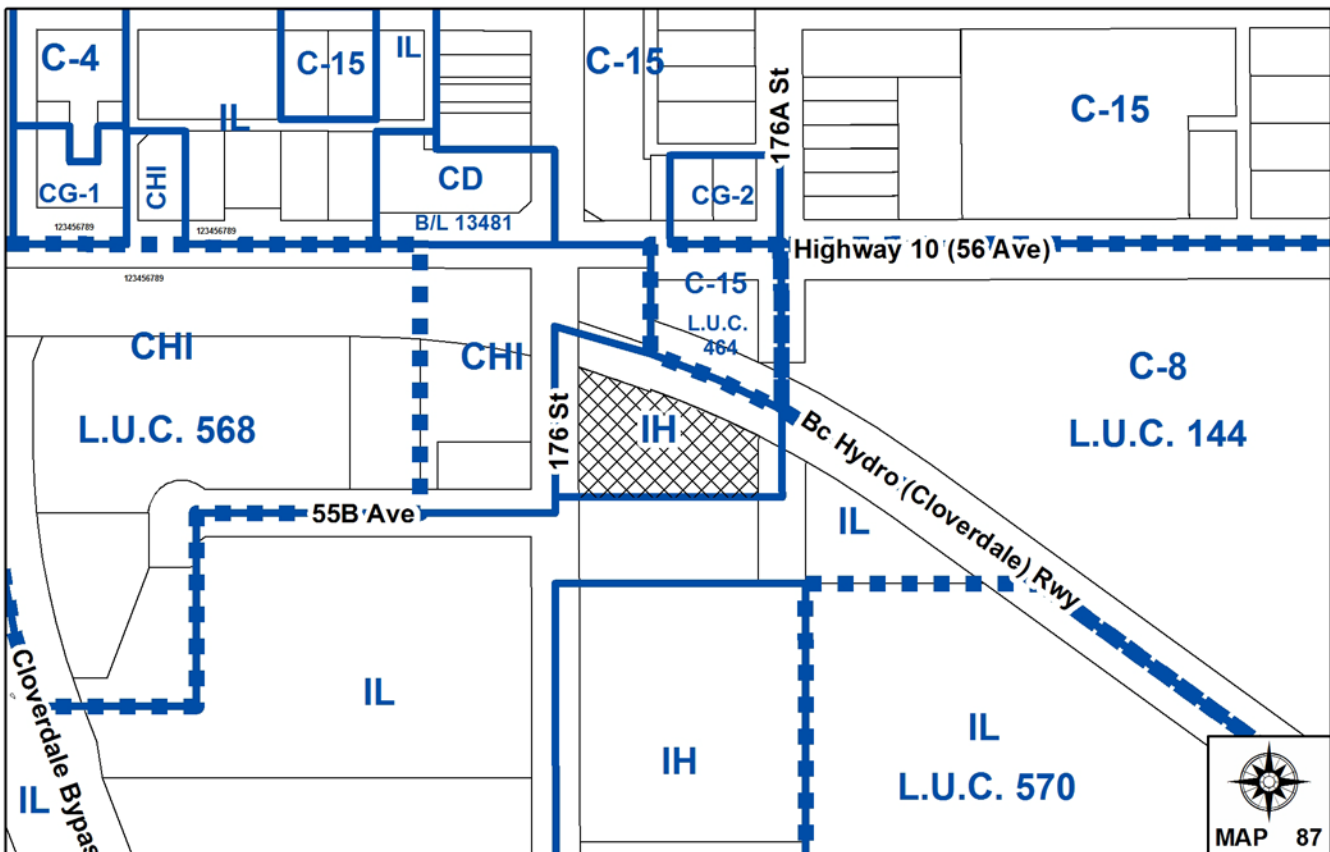 C-4
C-15
IL
C-15
176A St
C-15
IL
CHI
CG-1
CD
B/L 13481
CG-2
123456789
123456789
Highway 10 (56 Ave)
123456789
C-15
L.U.C.
464
CHI
CHI
C-8
L.U.C. 568
176 St
IH
L.U.C. 144
Bc Hydro (Cloverdale) Rwy
55B Ave
IL
Cloverdale Bypas
IL
IL
IH
L.U.C. 570
IL
MAP 87